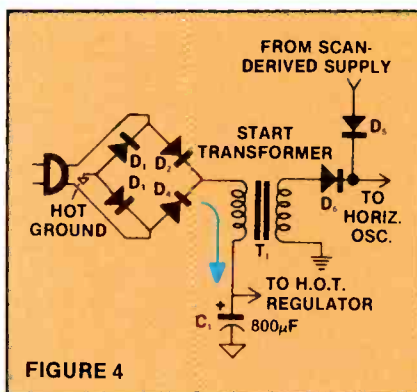 FROM SCAN-
DERIVED SUPPLY
START
TRANSFORMER
D5
D1
D2
D3
D4
D6
HOT
GROUND
T1
TO
HORIZ.
OSC.
TO H.O.T.
REGULATOR
+
C1
800µF
FIGURE 4